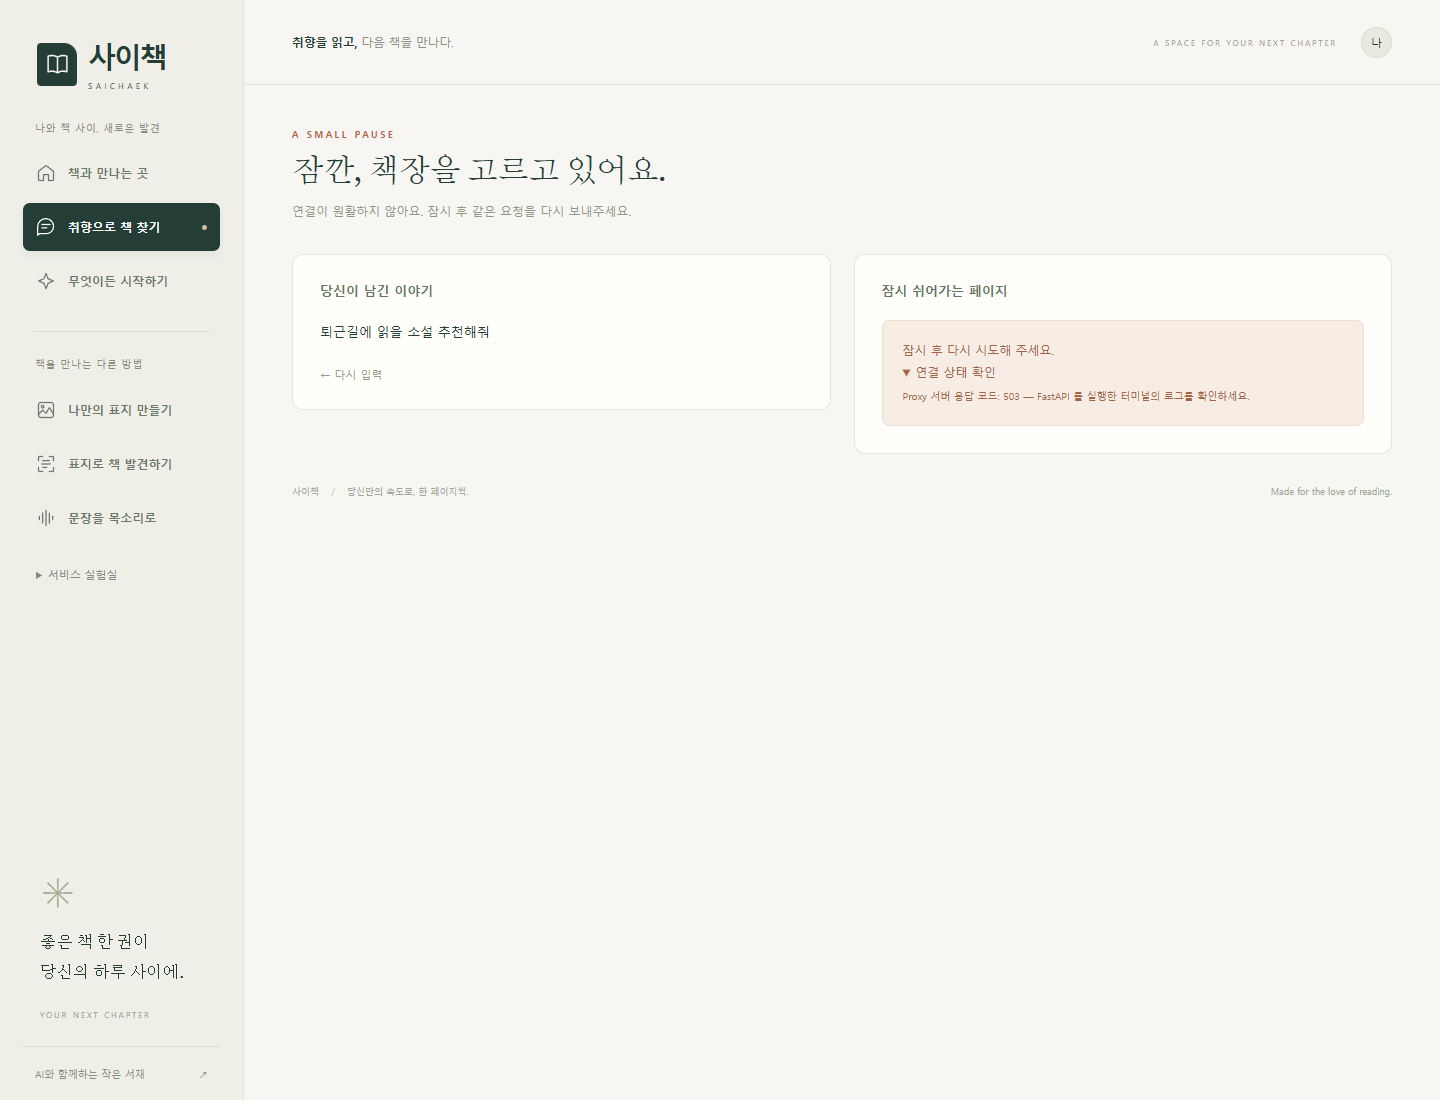 사이책
SAICHAEK
나와 책 사이, 새로운 발견
책과 만나는 곳
취향으로 책 찾기
무엇이든 시작하기
책을 만나는 다른 방법
나만의 표지 만들기
표지로 책 발견하기
문장을 목소리로
▶ 서비스 실험실
좋은 책 한 권이
당신의 하루 사이에.
YOUR NEXT CHAPTER
AI와 함께하는 작은 서재 ↗
취향을 읽고, 다음 책을 만나다.
A SPACE FOR YOUR NEXT CHAPTER
나
A SMALL PAUSE
잠깐, 책장을 고르고 있어요.
연결이 원활하지 않아요. 잠시 후 같은 요청을 다시 보내주세요.
당신이 남긴 이야기
퇴근길에 읽을 소설 추천해줘
← 다시 입력
잠시 쉬어가는 페이지
잠시 후 다시 시도해 주세요.
▼ 연결 상태 확인
Proxy 서버 응답 코드: 503 — FastAPI 를 실행한 터미널의 로그를 확인하세요.
사이책 / 당신만의 속도로, 한 페이지씩.
Made for the love of reading.